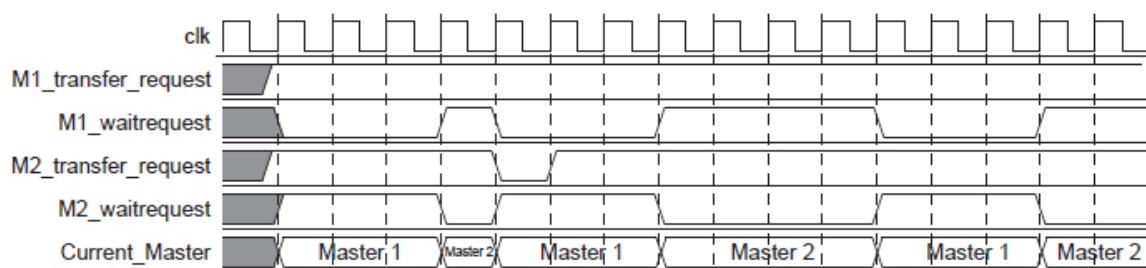 clk
M1_transfer_request
M1_waitrequest
M2_transfer_request
M2_waitrequest
Current_Master Master 1 Master 2 Master 1 Master 2 Master 1 Master 2